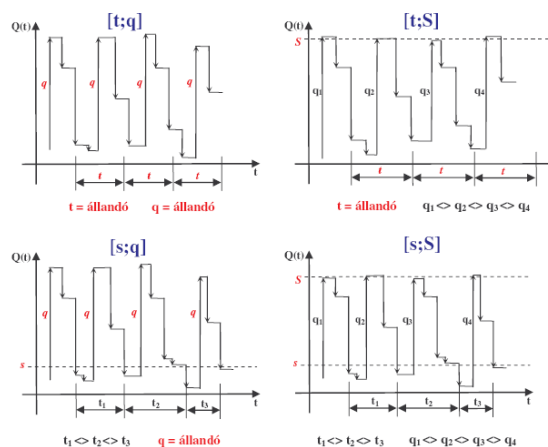 [t;q]
Q(t)
q q q q
t t t
t
t = állandó q = állandó
[t;S]
Q(t)
S
q1 q2 q3 q4
t t t
t
t = állandó q1 <> q2 <> q3 <> q4
[s;q]
Q(t)
q q q q
s
t1 t2 t3
t
t1 <> t2 <> t3 q = állandó
[s;S]
Q(t)
S
q1 q2 q3 q4
s
t1 t2 t3
t
t1 <> t2 <> t3 q1 <> q2 <> q3 <> q4